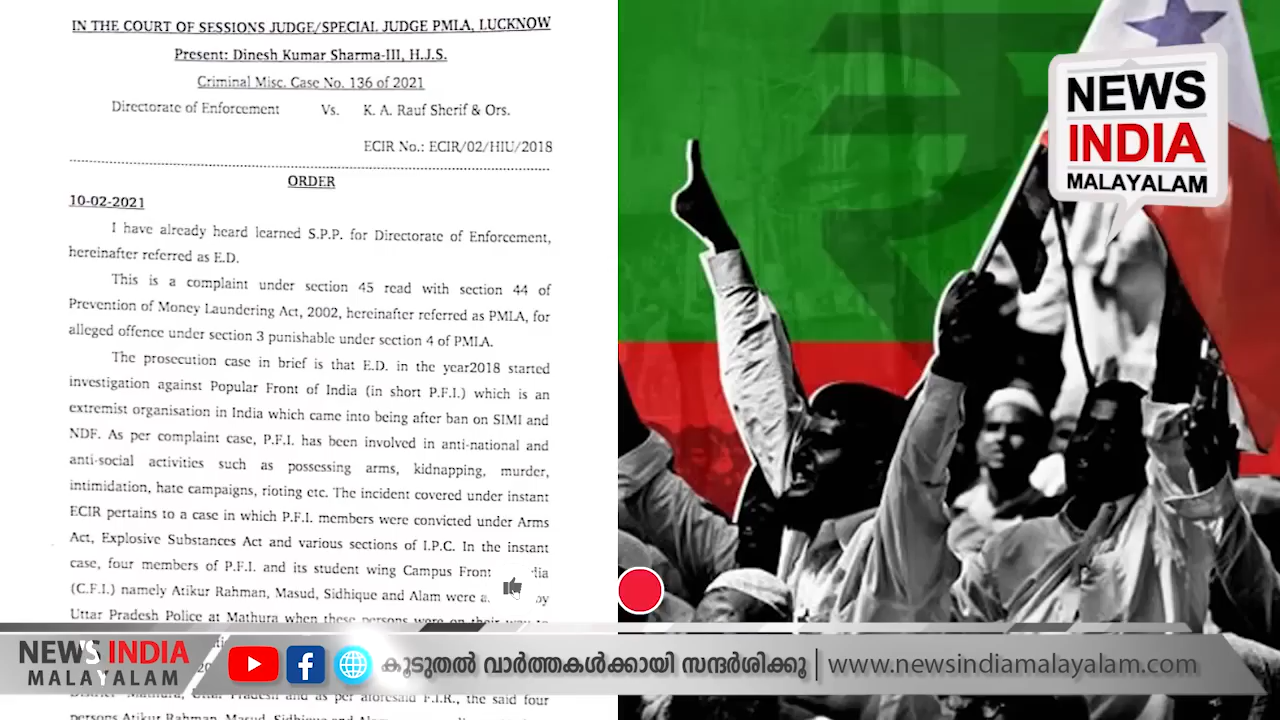 IN THE COURT OF SESSIONS JUDGE/SPECIAL JUDGE PMLA, LUCKNOW
Present: Dinesh Kumar Sharma-III, H.J.S.
Criminal Misc. Case No. 136 of 2021
Directorate of Enforcement Vs. K. A. Rauf Sherif & Ors.
ECIR No.: ECIR/02/HIU/2018
ORDER
10-02-2021
I have already heard learned S.P.P. for Directorate of Enforcement,
hereinafter referred as E.D.
This is a complaint under section 45 read with section 44 of
Prevention of Money Laundering Act, 2002, hereinafter referred as PMLA, for
alleged offence under section 3 punishable under section 4 of PMLA.
The prosecution case in brief is that E.D. in the year2018 started
investigation against Popular Front of India (in short P.F.I.) which is an
extremist organisation in India which came into being after ban on SIMI and
NDF. As per complaint case, P.F.I. has been involved in anti-national and
anti-social activities such as possessing arms, kidnapping, murder,
intimidation, hate campaigns, rioting etc. The incident covered under instant
ECIR pertains to a case in which P.F.I. members were convicted under Arms
Act, Explosive Substances Act and various sections of I.P.C. In the instant
case, four members of P.F.I. and its student wing Campus Front
(C.F.I.) namely Atikur Rahman, Masud, Sidhique and Alam were
Uttar Pradesh Police at Mathura when these persons were on their way to
District Mathura, Uttar Pradesh and as per aforesaid F.I.R., the said four
persons Atikur Rahman, Masud, Sidhique and Alam
NEWS
INDIA
MALAYALAM
NEWS INDIA
MALAYALAM
കൂടുതൽ വാർത്തകൾക്കായി സന്ദർശിക്കൂ | www.newsindiamalayalam.com